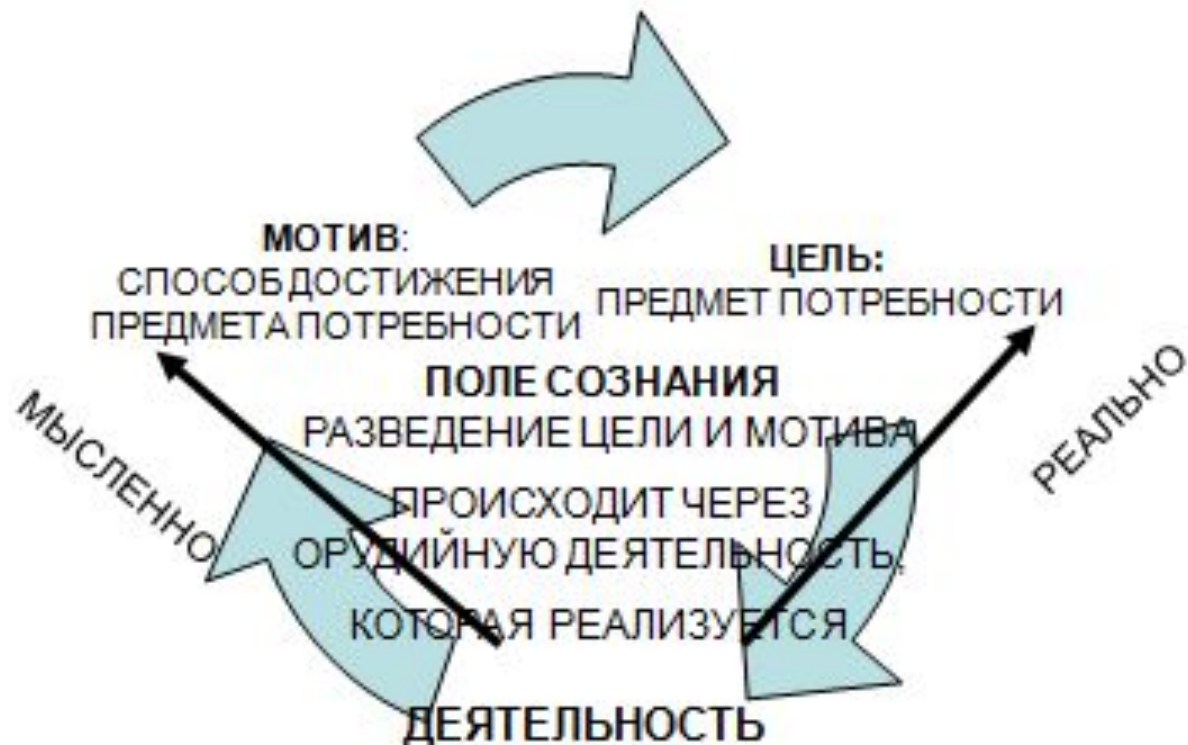 МОТИВ:
СПОСОБ ДОСТИЖЕНИЯ
ПРЕДМЕТА ПОТРЕБНОСТИ
ЦЕЛЬ:
ПРЕДМЕТ ПОТРЕБНОСТИ
МЫСЛЕННО
ПОЛЕ СОЗНАНИЯ
РАЗВЕДЕНИЕ ЦЕЛИ И МОТИВА
ПРОИСХОДИТ ЧЕРЕЗ
ОРУДИЙНУЮ ДЕЯТЕЛЬНОСТЬ,
КОТОРАЯ РЕАЛИЗУЕТСЯ
РЕАЛЬНО
ДЕЯТЕЛЬНОСТЬ